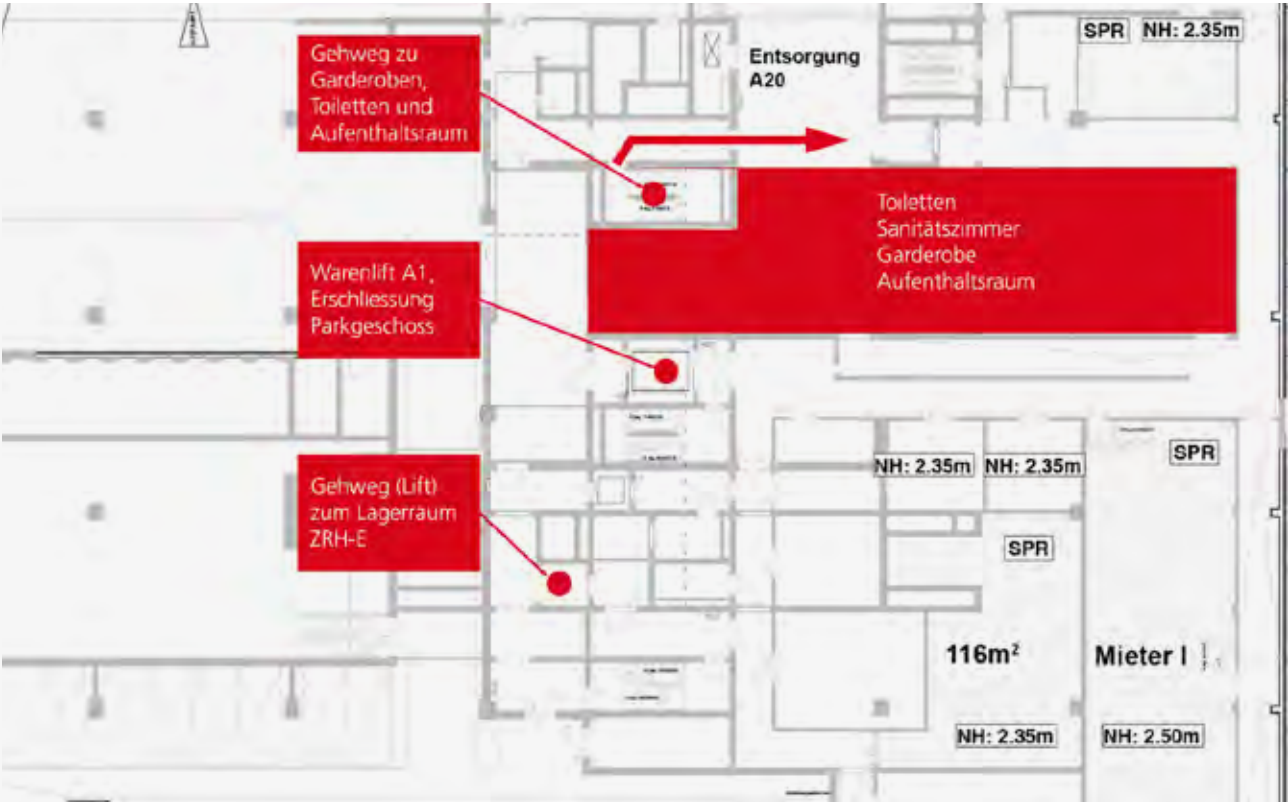 Gehweg zu
Garderoben,
Toiletten und
Aufenthaltsraum
Entsorgung
A20
SPR NH: 2.35m
Toiletten
Sanitätszimmer
Garderobe
Aufenthaltsraum
Warenlift A1,
Erschliessung
Parkgeschoss
NH: 2.35m NH: 2.35m
SPR
Gehweg (Lift)
zum Lagerraum
ZRH-E
SPR
116m²
Mieter I
NH: 2.35m
NH: 2.50m